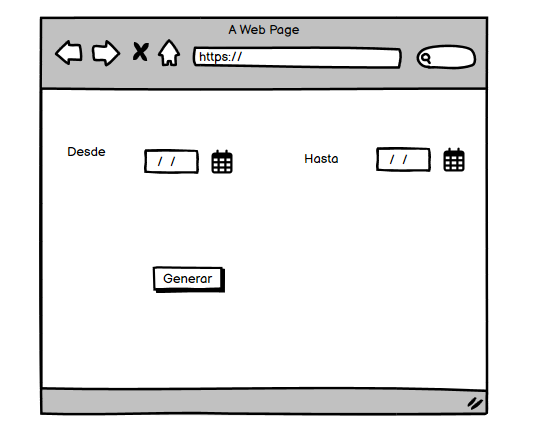 A Web Page
https://
Desde
/ /
Hasta
/ /
Generar